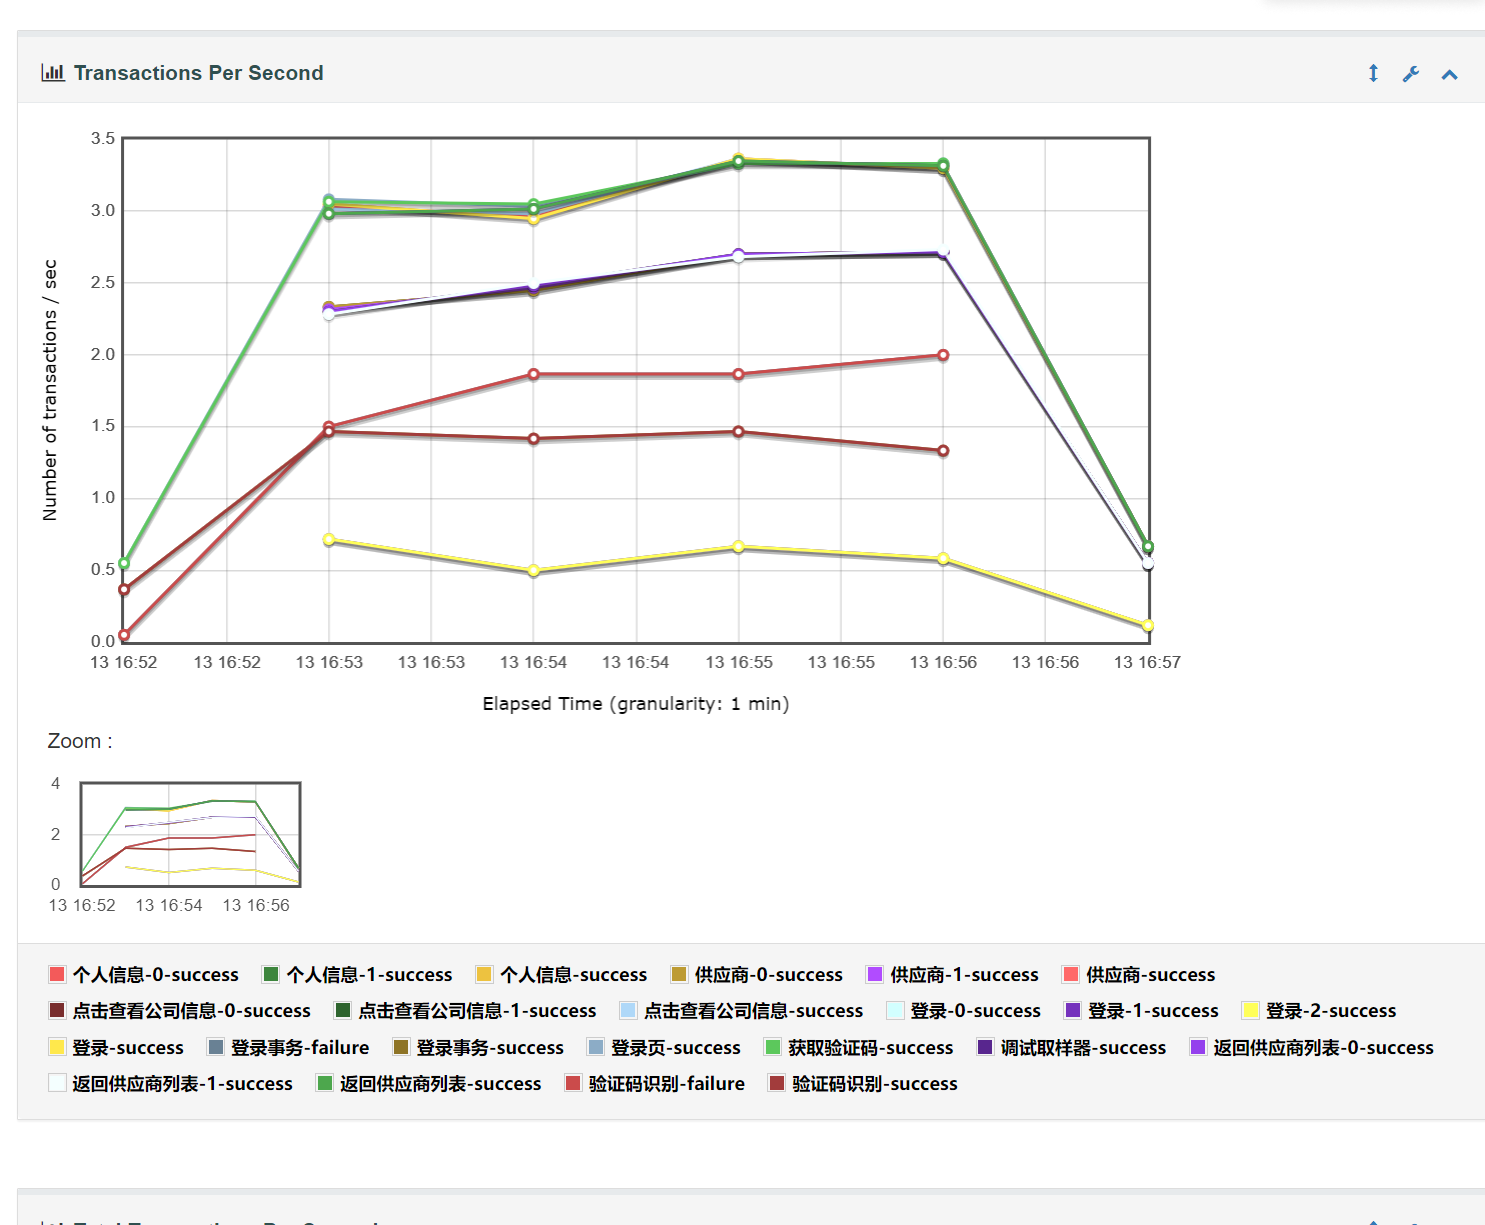 Transactions Per Second
3.5
3.0
2.5
2.0
1.5
1.0
0.5
0.0
Number of transactions / sec
13 16:52 13 16:52 13 16:53 13 16:53 13 16:54 13 16:54 13 16:55 13 16:55 13 16:56 13 16:56 13 16:57
Elapsed Time (granularity: 1 min)
Zoom :
4
2
0
13 16:52 13 16:54 13 16:56
个人信息-0-success 个人信息-1-success 个人信息-success 供应商-0-success 供应商-1-success 供应商-success
点击查看公司信息-0-success 点击查看公司信息-1-success 点击查看公司信息-success 登录-0-success 登录-1-success 登录-2-success
登录-success 登录事务-failure 登录事务-success 登录页-success 获取验证码-success 调试取样器-success 返回供应商列表-0-success
返回供应商列表-1-success 返回供应商列表-success 验证码识别-failure 验证码识别-success